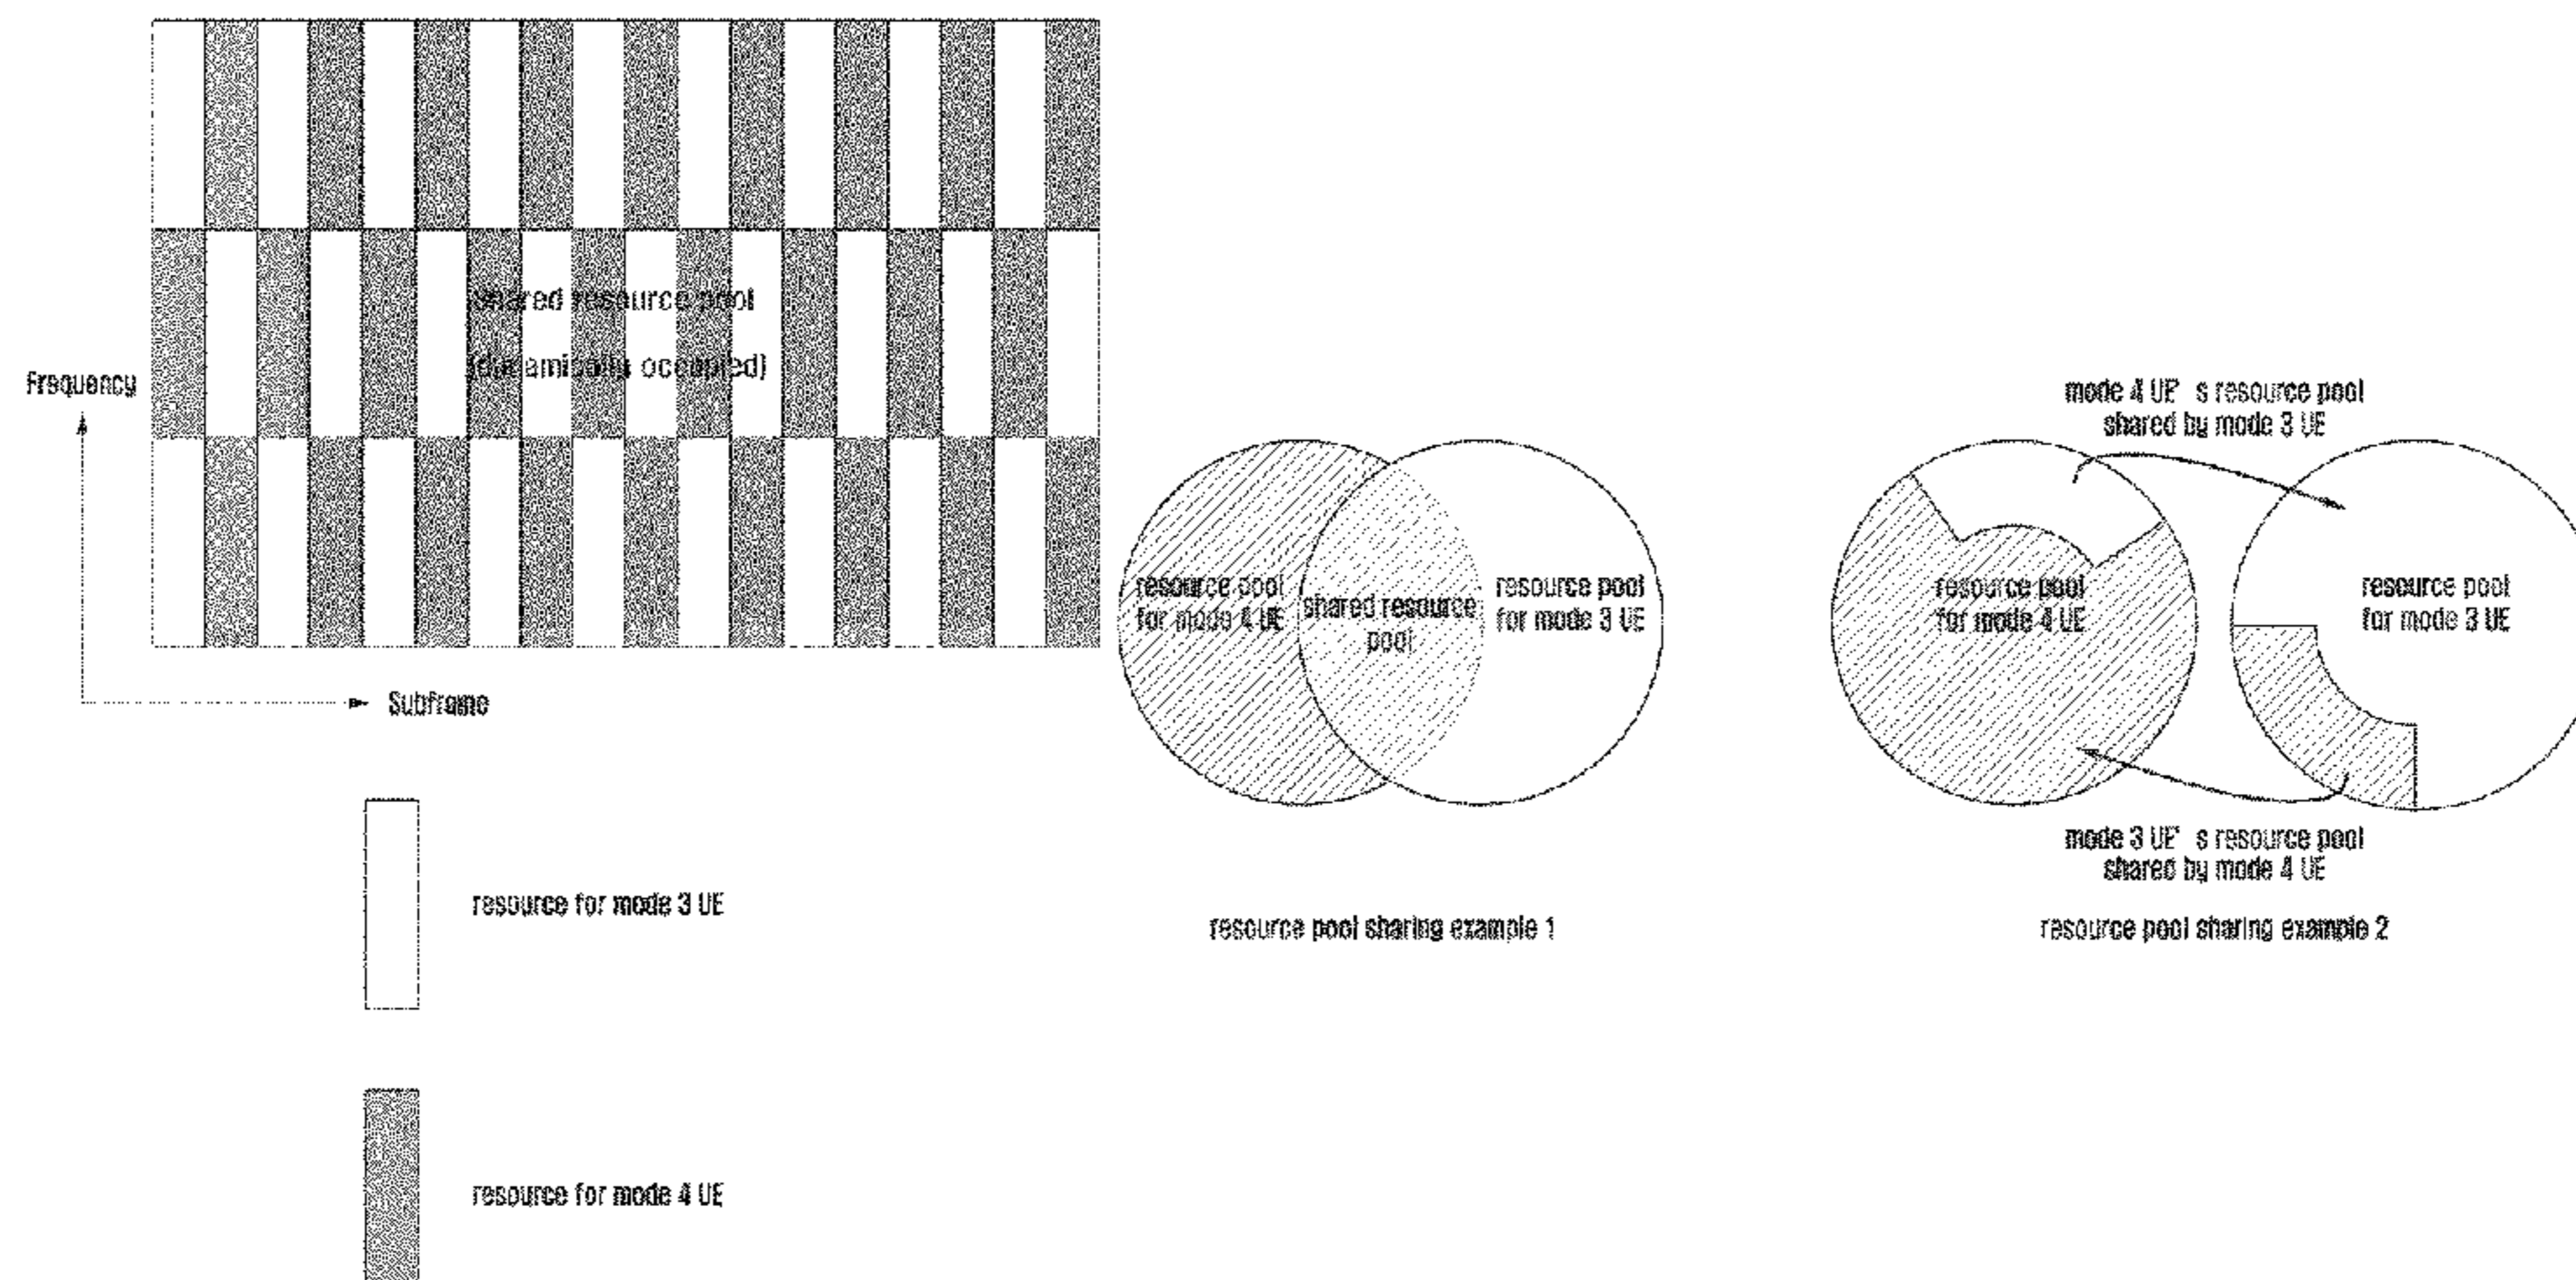 shared resource pool
(dynamically occupied)
Frequency
Subframe
resource for mode 3 UE
resource for mode 4 UE
resource pool
for mode 4 UE
shared resource
pool
resource pool
for mode 3 UE
resource pool sharing example 1
mode 4 UE' s resource pool
shared by mode 3 UE
resource pool
for mode 4 UE
resource pool
for mode 3 UE
mode 3 UE' s resource pool
shared by mode 4 UE
resource pool sharing example 2